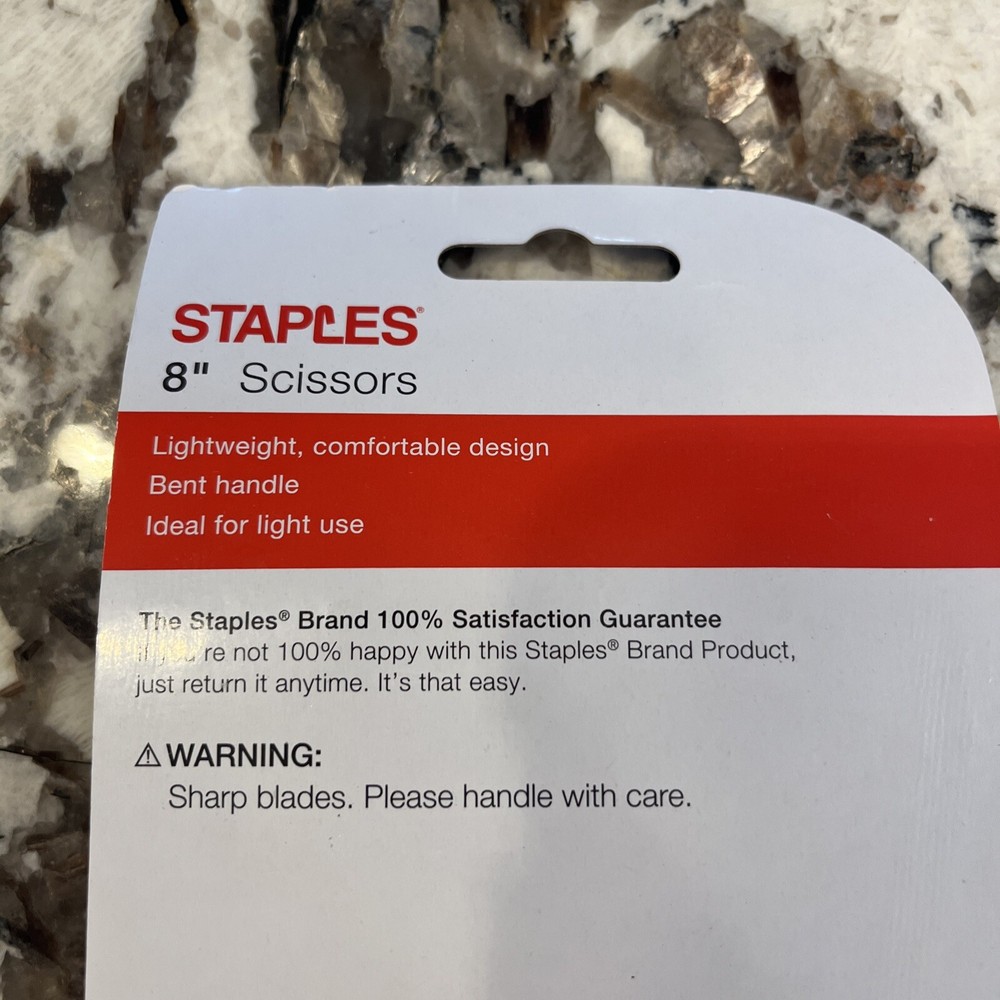 STAPLES®
8" Scissors
Lightweight, comfortable design
Bent handle
Ideal for light use
The Staples® Brand 100% Satisfaction Guarantee
If you're not 100% happy with this Staples® Brand Product,
just return it anytime. It's that easy.
⚠ WARNING:
Sharp blades. Please handle with care.